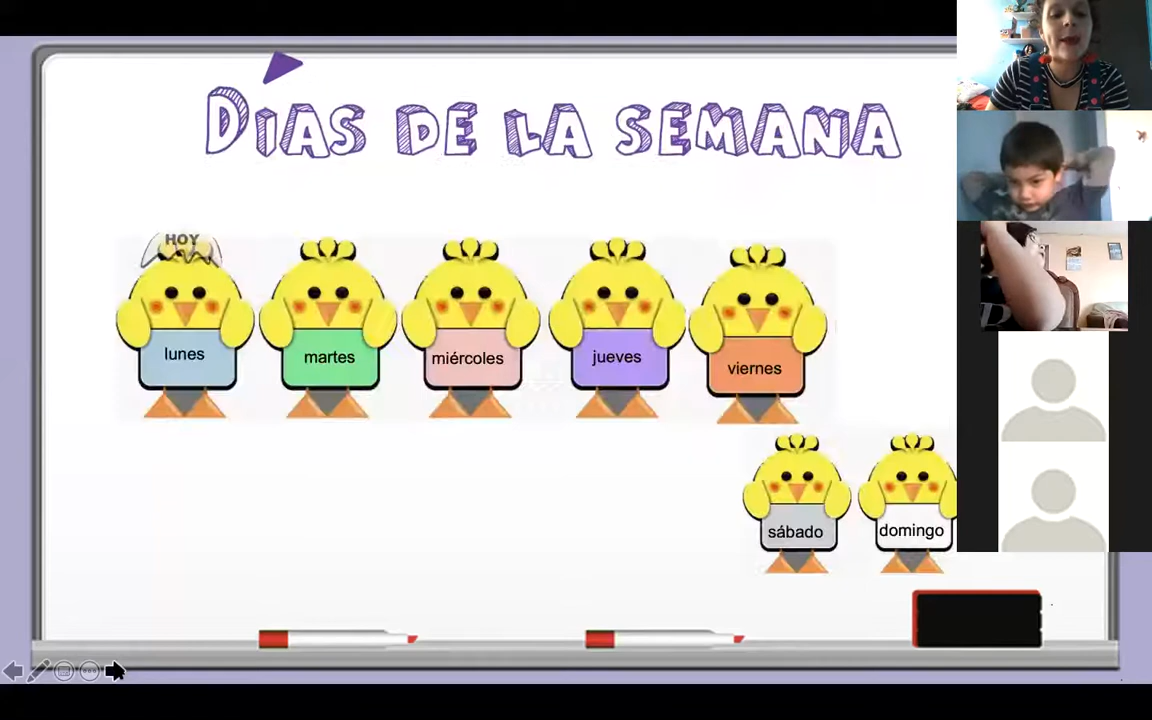 DIAS DE LA SEMANA
HOY
lunes
martes
miércoles
jueves
viernes
sábado
domingo